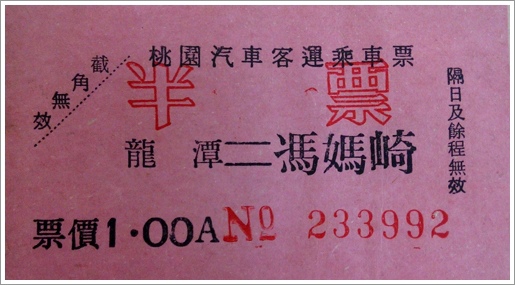 桃園汽車客運乘車票
截角無效
半票
龍潭＝馮媽崎
隔日及餘程無效
票價1·00A № 233992